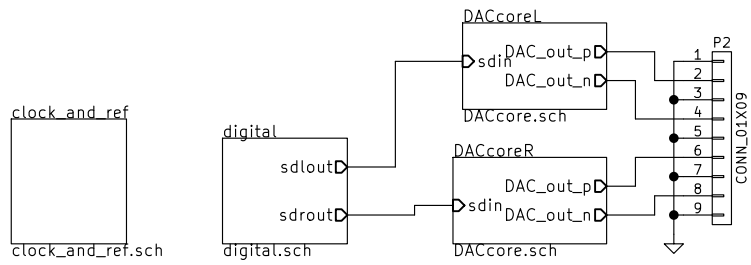 DACcoreL
sdin
DAC_out_p
DAC_out_n
DACcore.sch
P2
1
2
3
4
5
6
7
8
9
CONN_01X09
clock_and_ref
clock_and_ref.sch
digital
sdlout
sdrout
digital.sch
DACcoreR
sdin
DAC_out_p
DAC_out_n
DACcore.sch